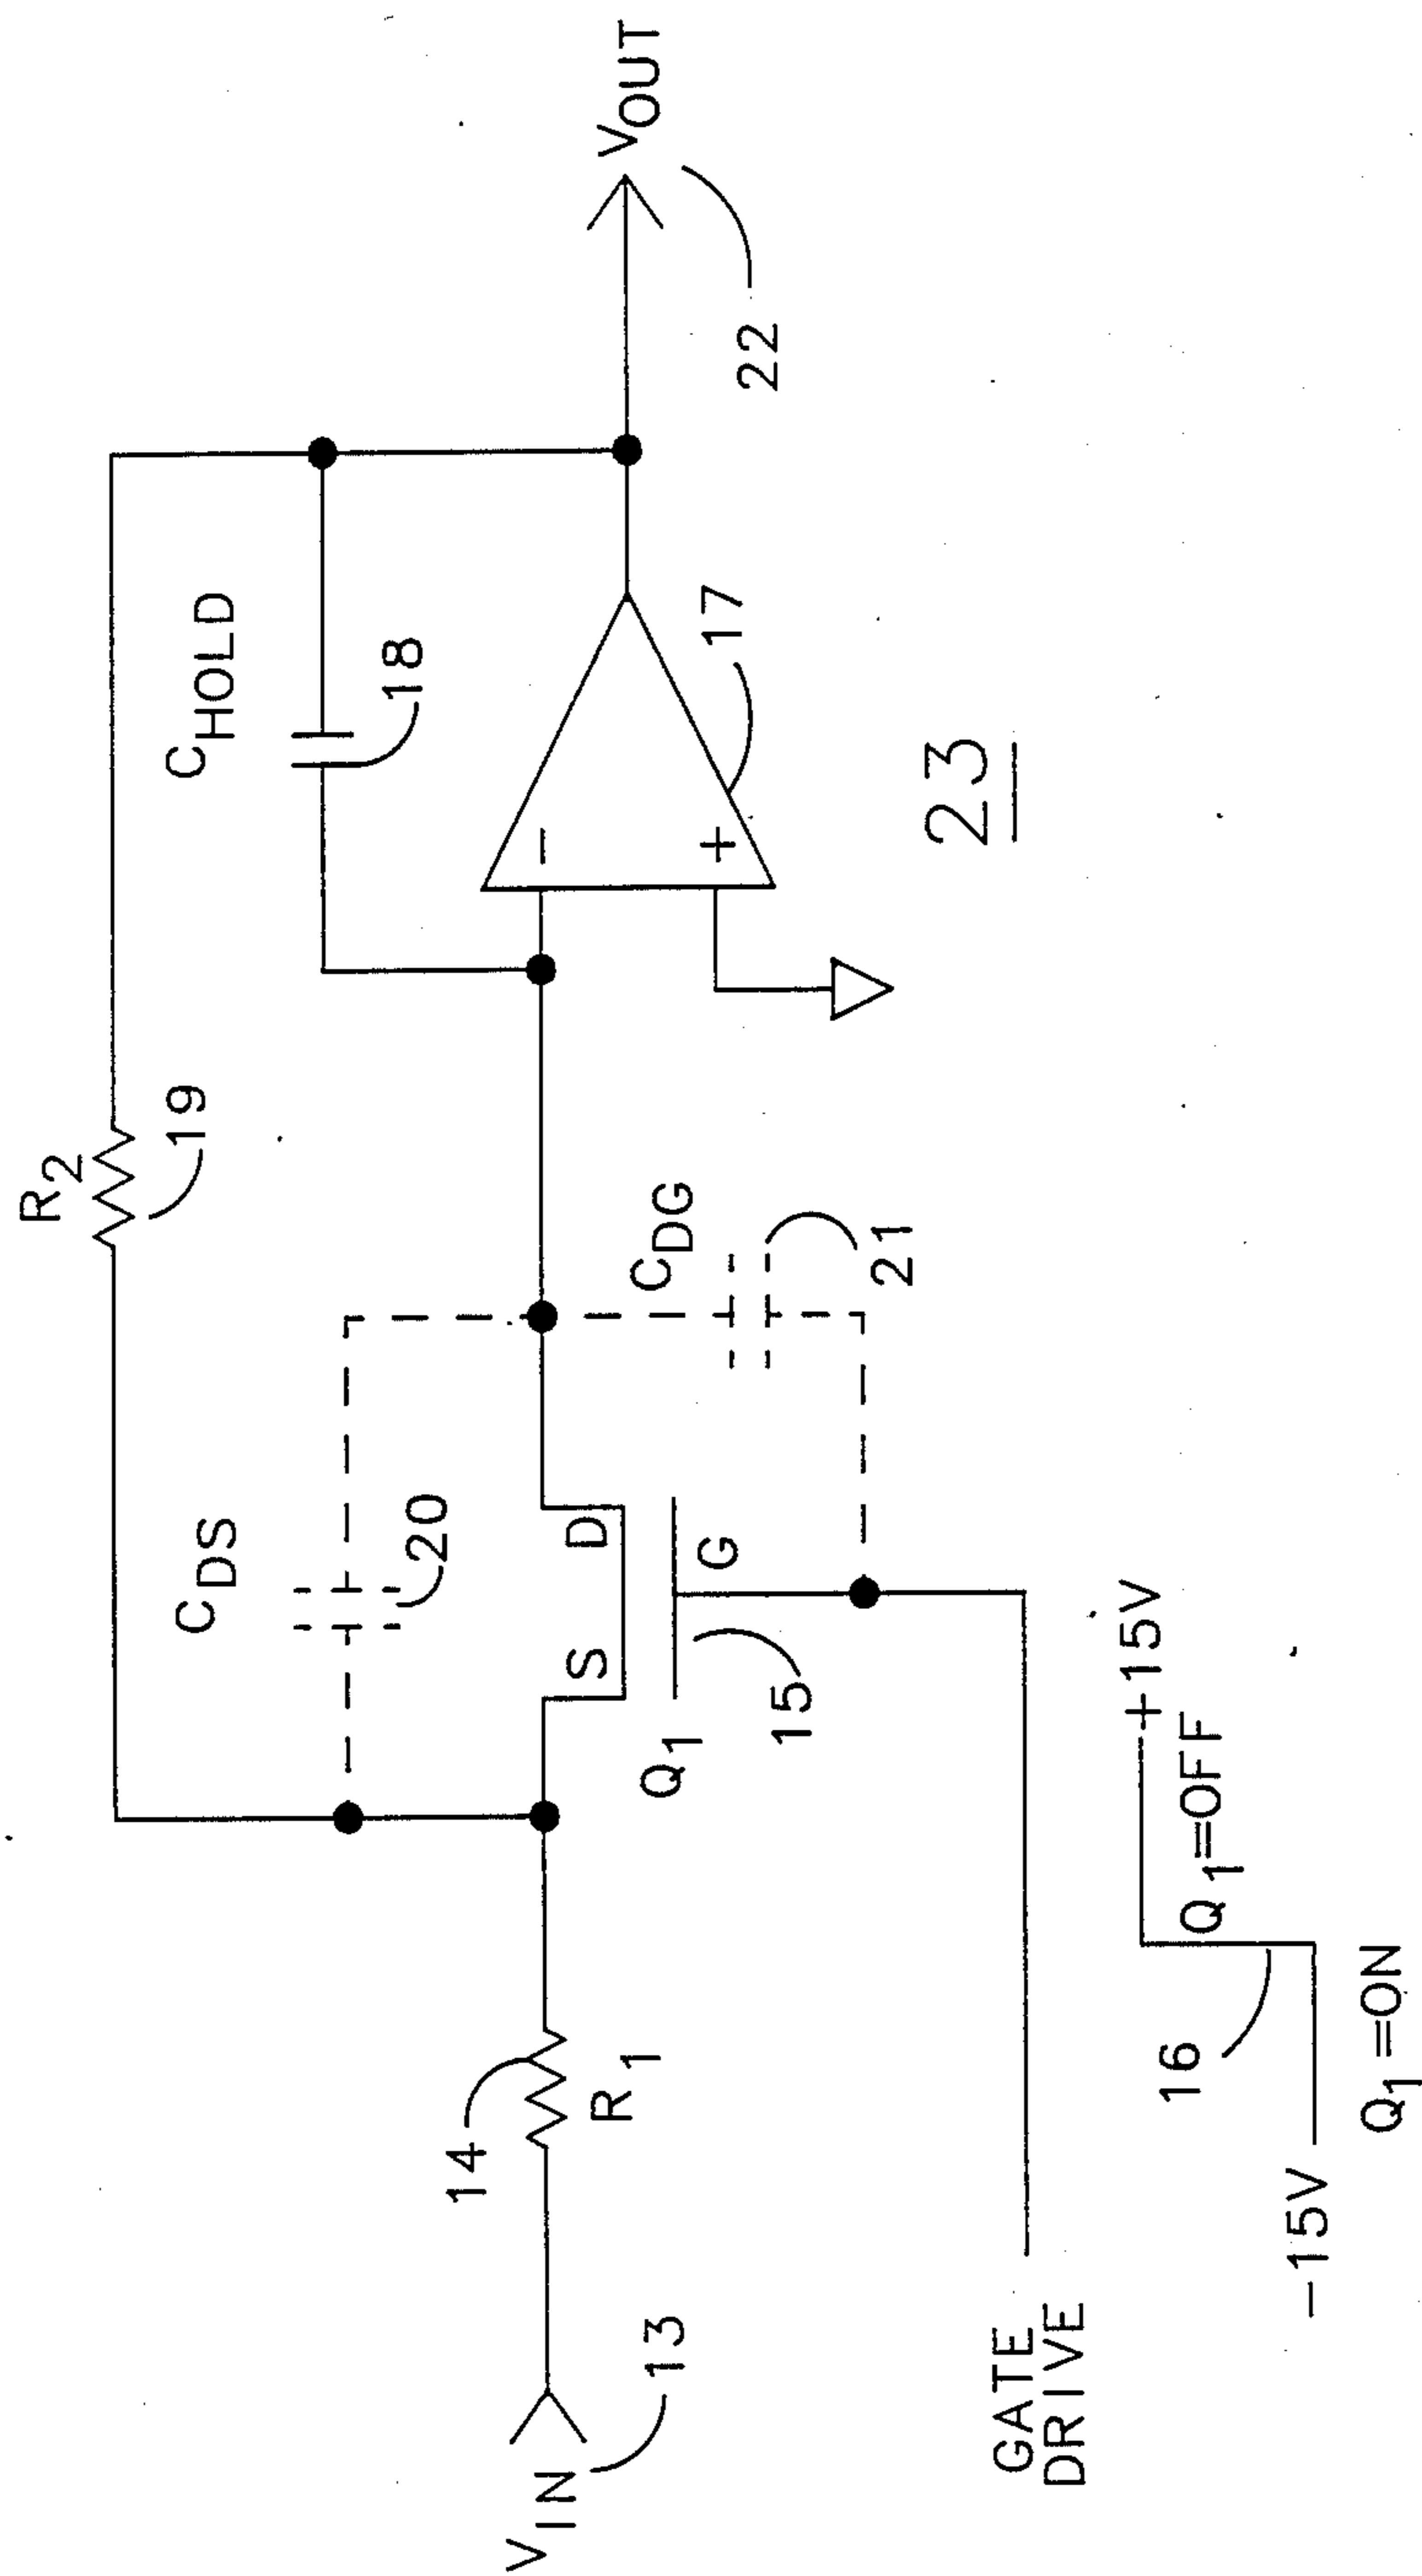 R2
19
CHOLD
18
CDS
20
VIN
13
14
R1
S
D
Q1
G
15
CDG
21
−
+
17
VOUT
22
23
GATE
DRIVE
+15V
Q1=OFF
16
−15V
Q1=ON